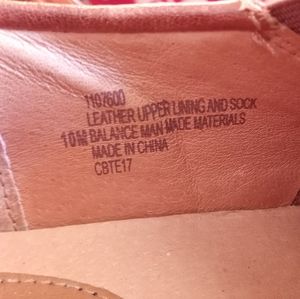 1107600
LEATHER UPPER LINING AND SOCK
10M BALANCE MAN MADE MATERIALS
MADE IN CHINA
CBTE17